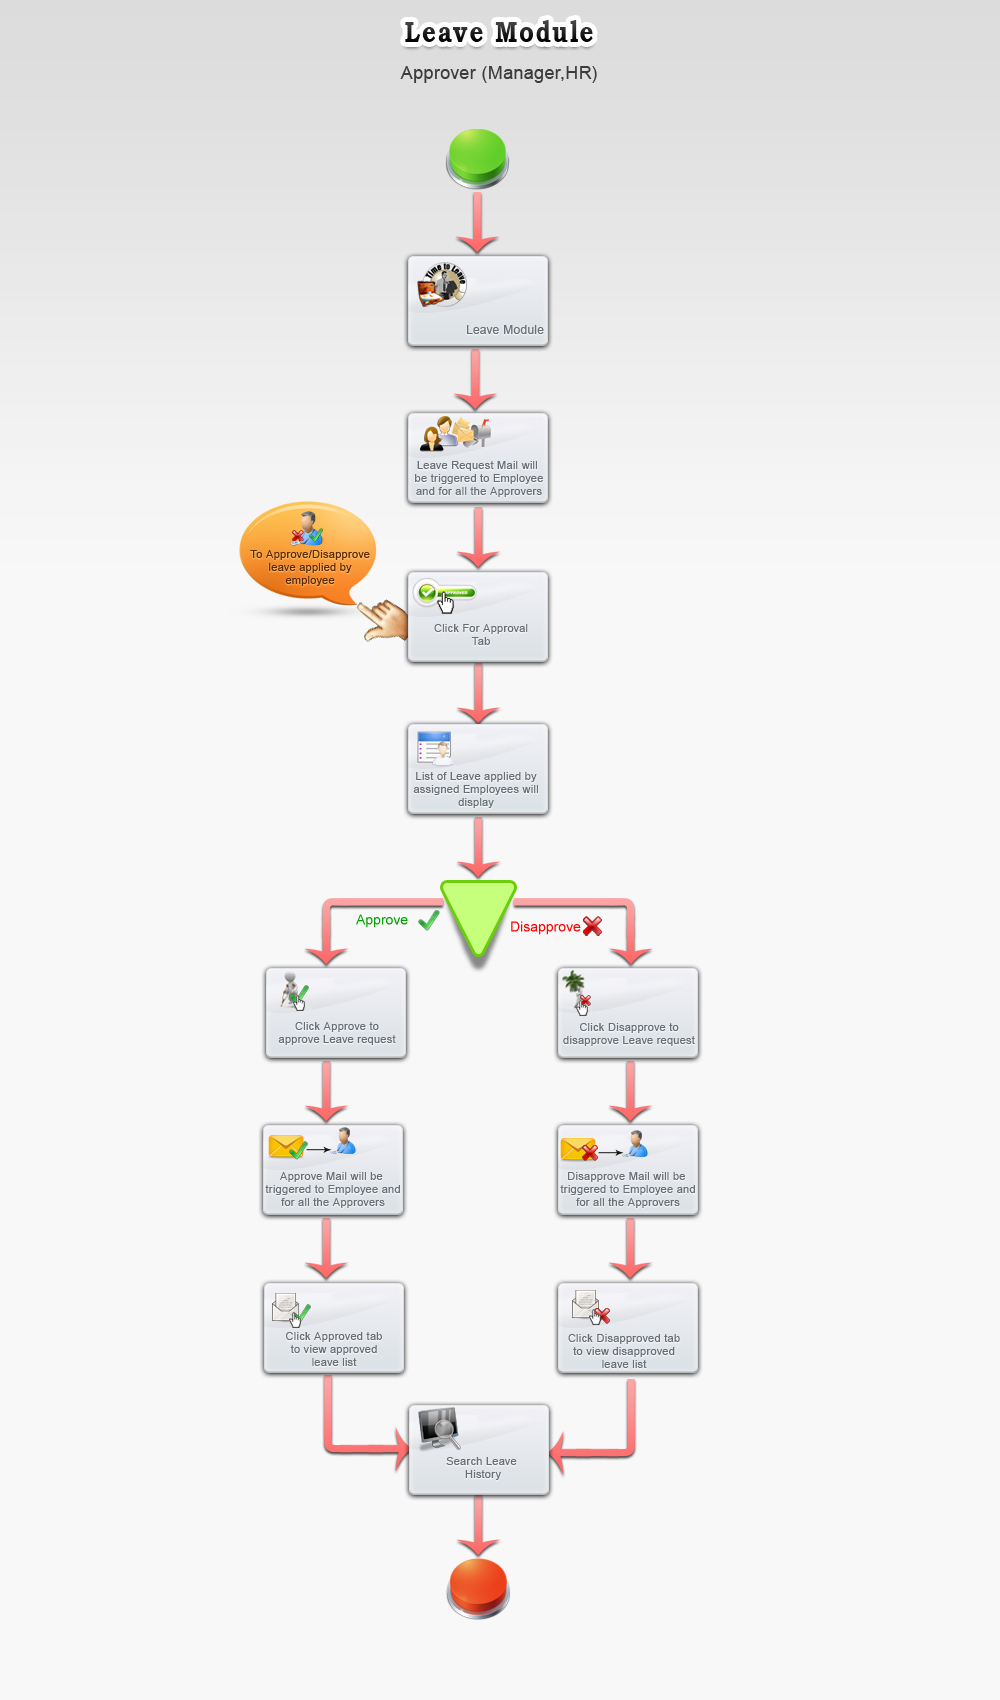 Leave Module
Approver (Manager,HR)
Time to Leave
Leave Module
Leave Request Mail will
be triggered to Employee
and for all the Approvers
To Approve/Disapprove
leave applied by
employee
APPROVED
Click For Approval
Tab
List of Leave applied by
assigned Employees will
display
Approve
Disapprove
Click Approve to
approve Leave request
Click Disapprove to
disapprove Leave request
Approve Mail will be
triggered to Employee and
for all the Approvers
Disapprove Mail will be
triggered to Employee and
for all the Approvers
Click Approved tab
to view approved
leave list
Click Disapproved tab
to view disapproved
leave list
Search Leave
History